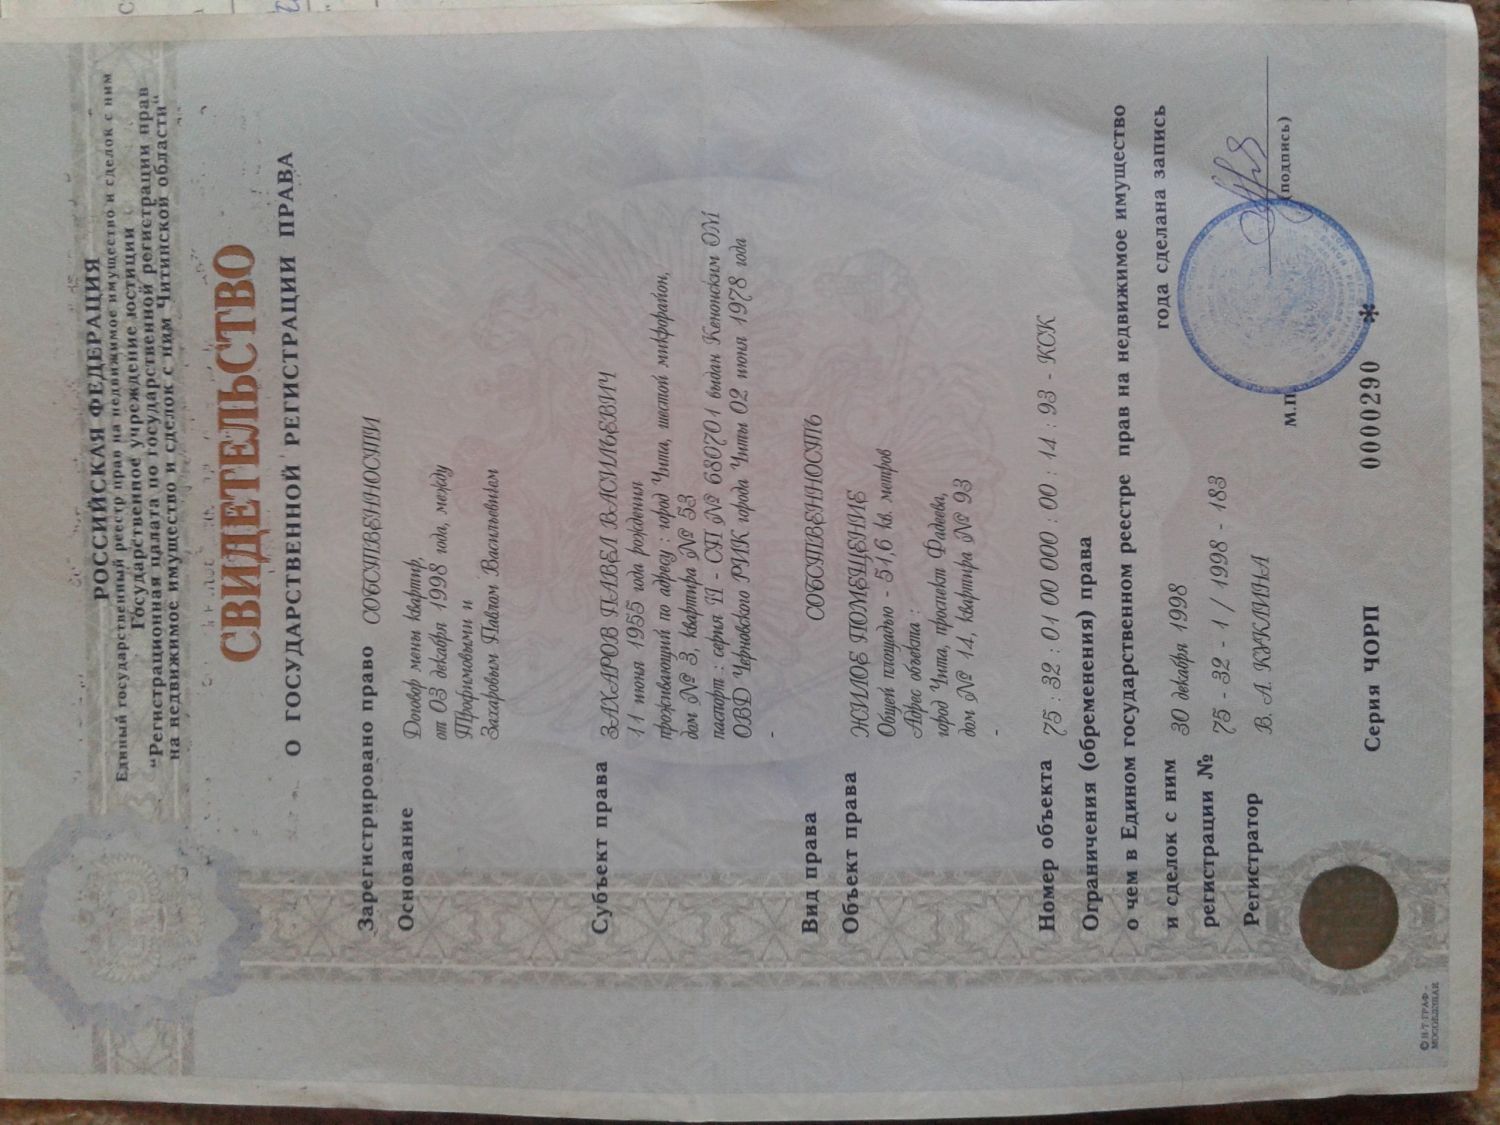 РОССИЙСКАЯ ФЕДЕРАЦИЯ
Единый государственный реестр прав на недвижимое имущество и сделок с ним
Государственное учреждение юстиции
"Регистрационная палата по государственной регистрации прав
на недвижимое имущество и сделок с ним Читинской области"
СВИДЕТЕЛЬСТВО
О ГОСУДАРСТВЕННОЙ РЕГИСТРАЦИИ ПРАВА
Зарегистрировано право СОБСТВЕННОСТИ
Основание Договор мены квартир,
от 03 декабря 1998 года, между
Трофимовыми и
Захаровым Павлом Васильевичем
Субъект права ЗАХАРОВ ПАВЕЛ ВАСИЛЬЕВИЧ
11 июня 1955 года рождения
проживающий по адресу : город Чита, шестой микрорайон,
дом № 3, квартира № 53
паспорт : серия II - СП № 680701 выдан Кенонским ОМ
ОВД Черновского РИК города Читы 02 июня 1978 года
-
Вид права СОБСТВЕННОСТЬ
Объект права ЖИЛОЕ ПОМЕЩЕНИЕ
Общей площадью - 51,6 кв. метров
Адрес объекта :
город Чита, проспект Фадеева,
дом № 14, квартира № 93
-
Номер объекта 75 : 32 : 01 00 000 : 00 : 14 : 93 - КСК
Ограничения (обременения) права
о чем в Едином государственном реестре прав на недвижимое имущество
и сделок с ним 30 декабря 1998 года сделана запись
регистрации № 75 - 32 - 1 / 1998 - 183
Регистратор В. А. КУКЛИНА
М.П.
(подпись)
Серия ЧОРП 0000290 *